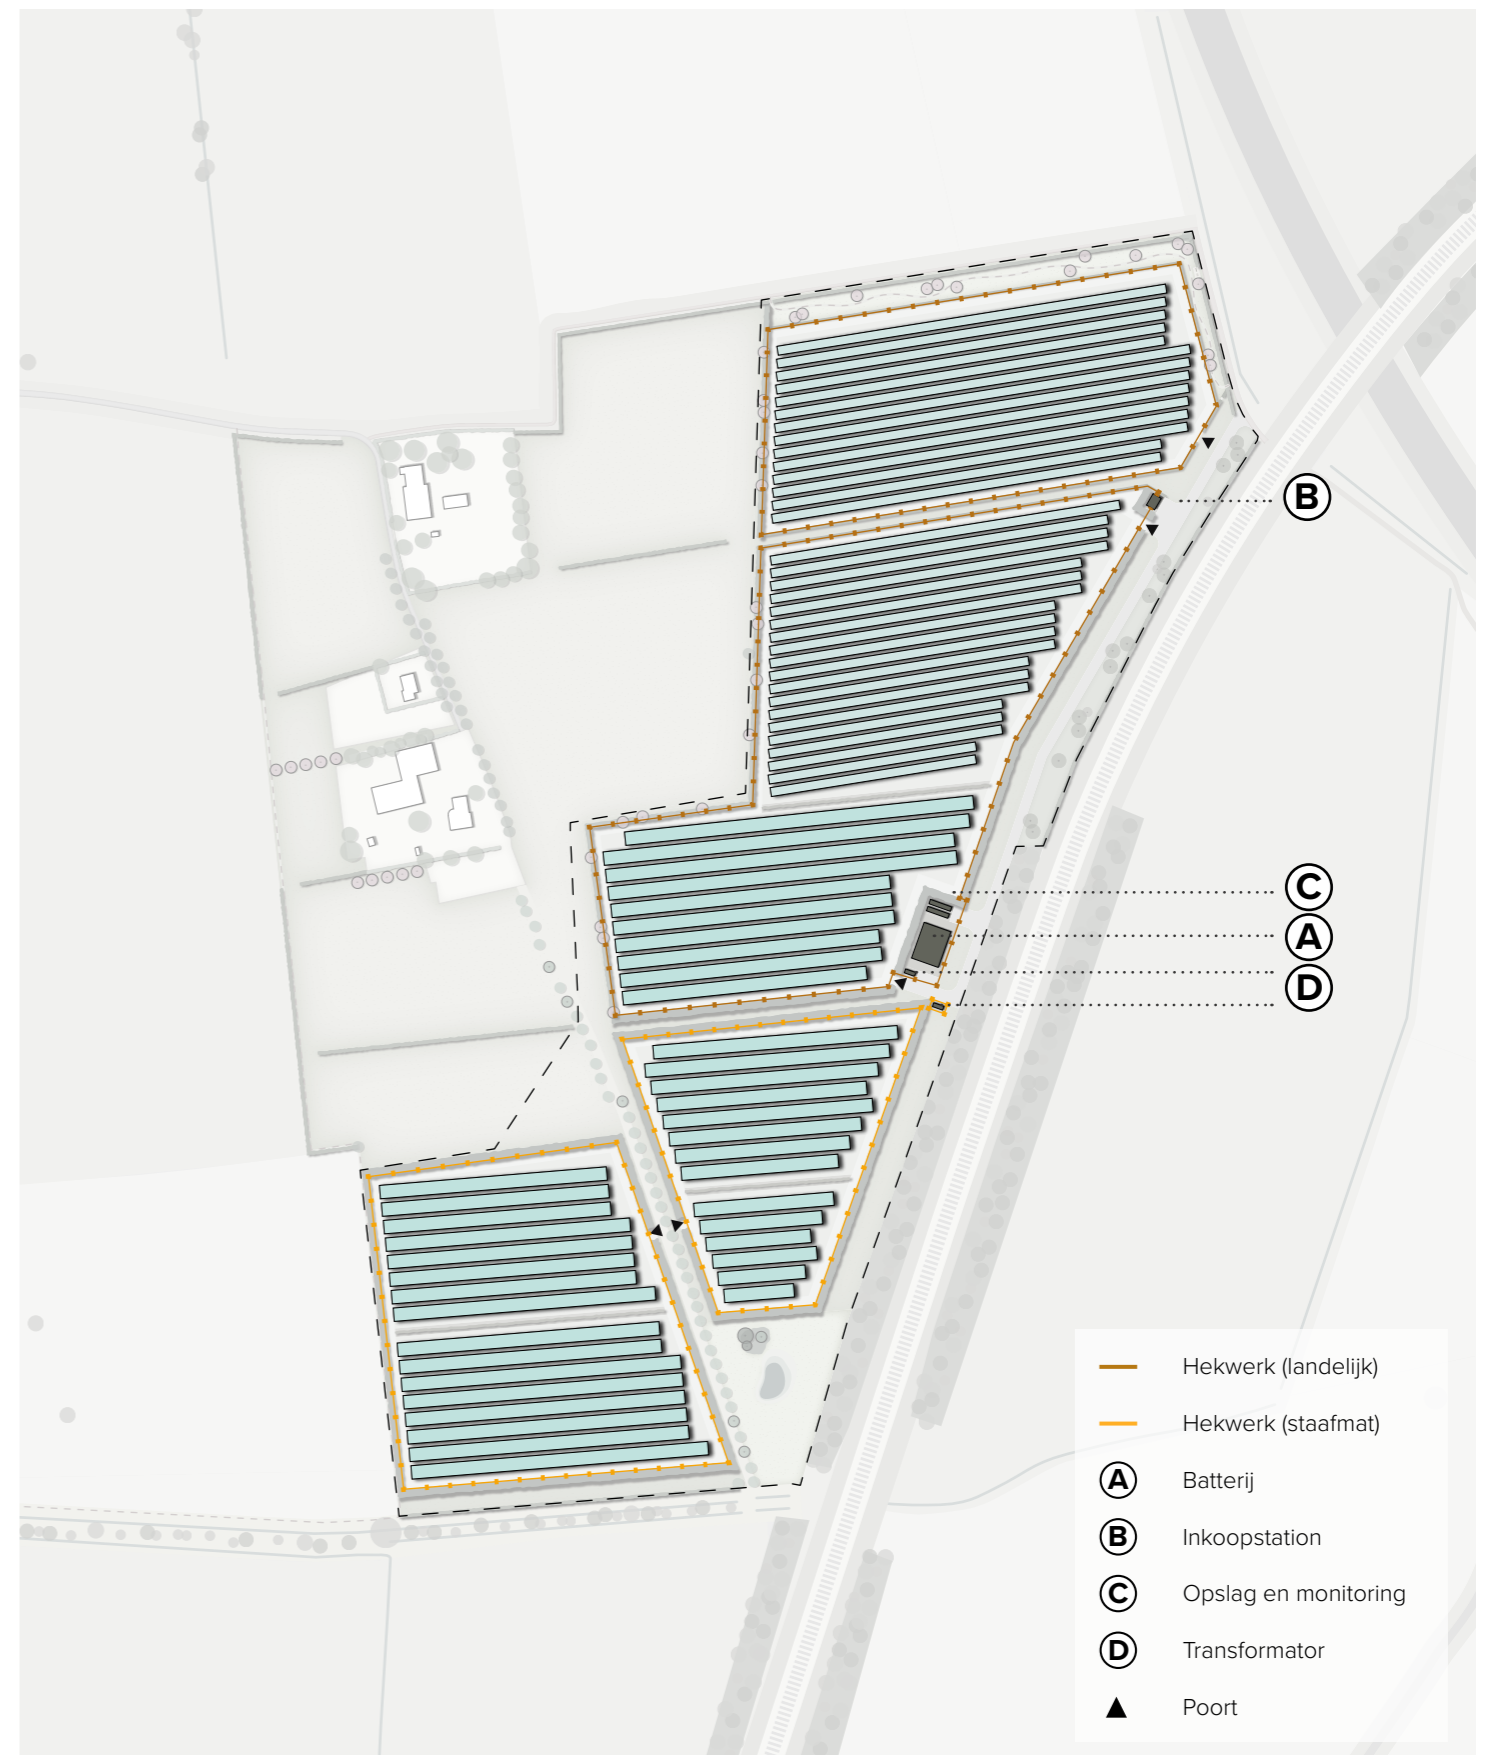 B
C
A
D
Hekwerk (landelijk)
Hekwerk (staafmat)
A Batterij
B Inkoopstation
C Opslag en monitoring
D Transformator
Poort